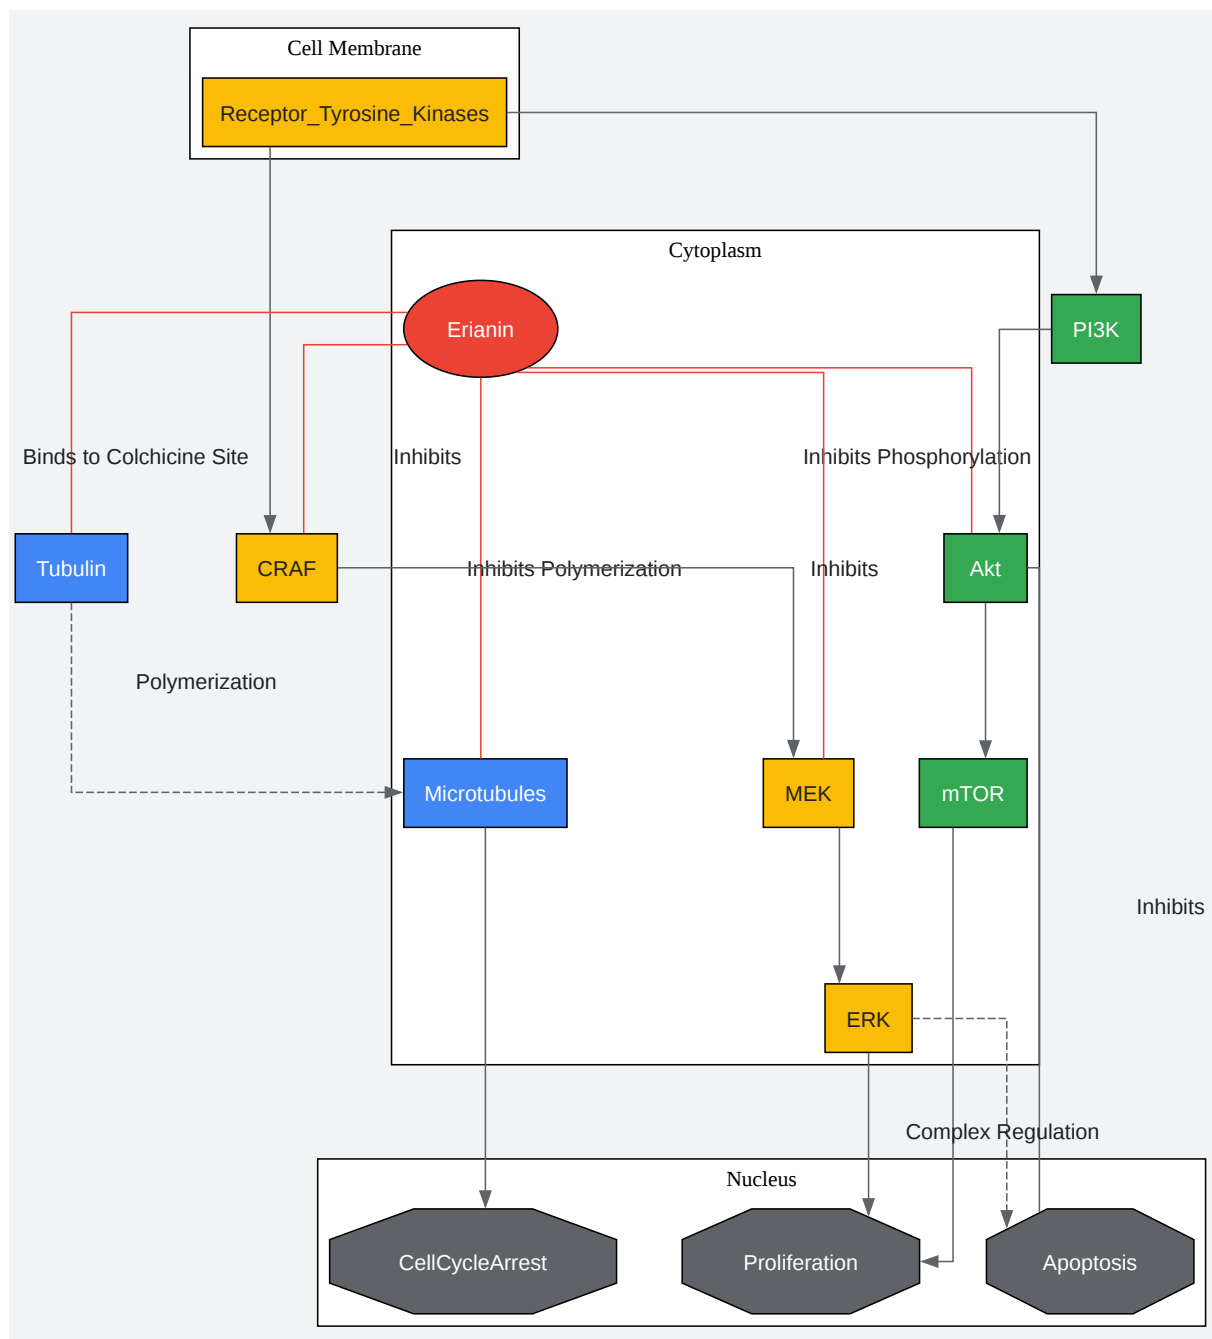 Cell Membrane
Receptor_Tyrosine_Kinases
Cytoplasm
Erianin
PI3K
Binds to Colchicine Site
Inhibits
Inhibits Phosphorylation
Tubulin
CRAF
Inhibits Polymerization
Inhibits
Akt
Polymerization
Microtubules
MEK
mTOR
Inhibits
ERK
Complex Regulation
Nucleus
CellCycleArrest
Proliferation
Apoptosis